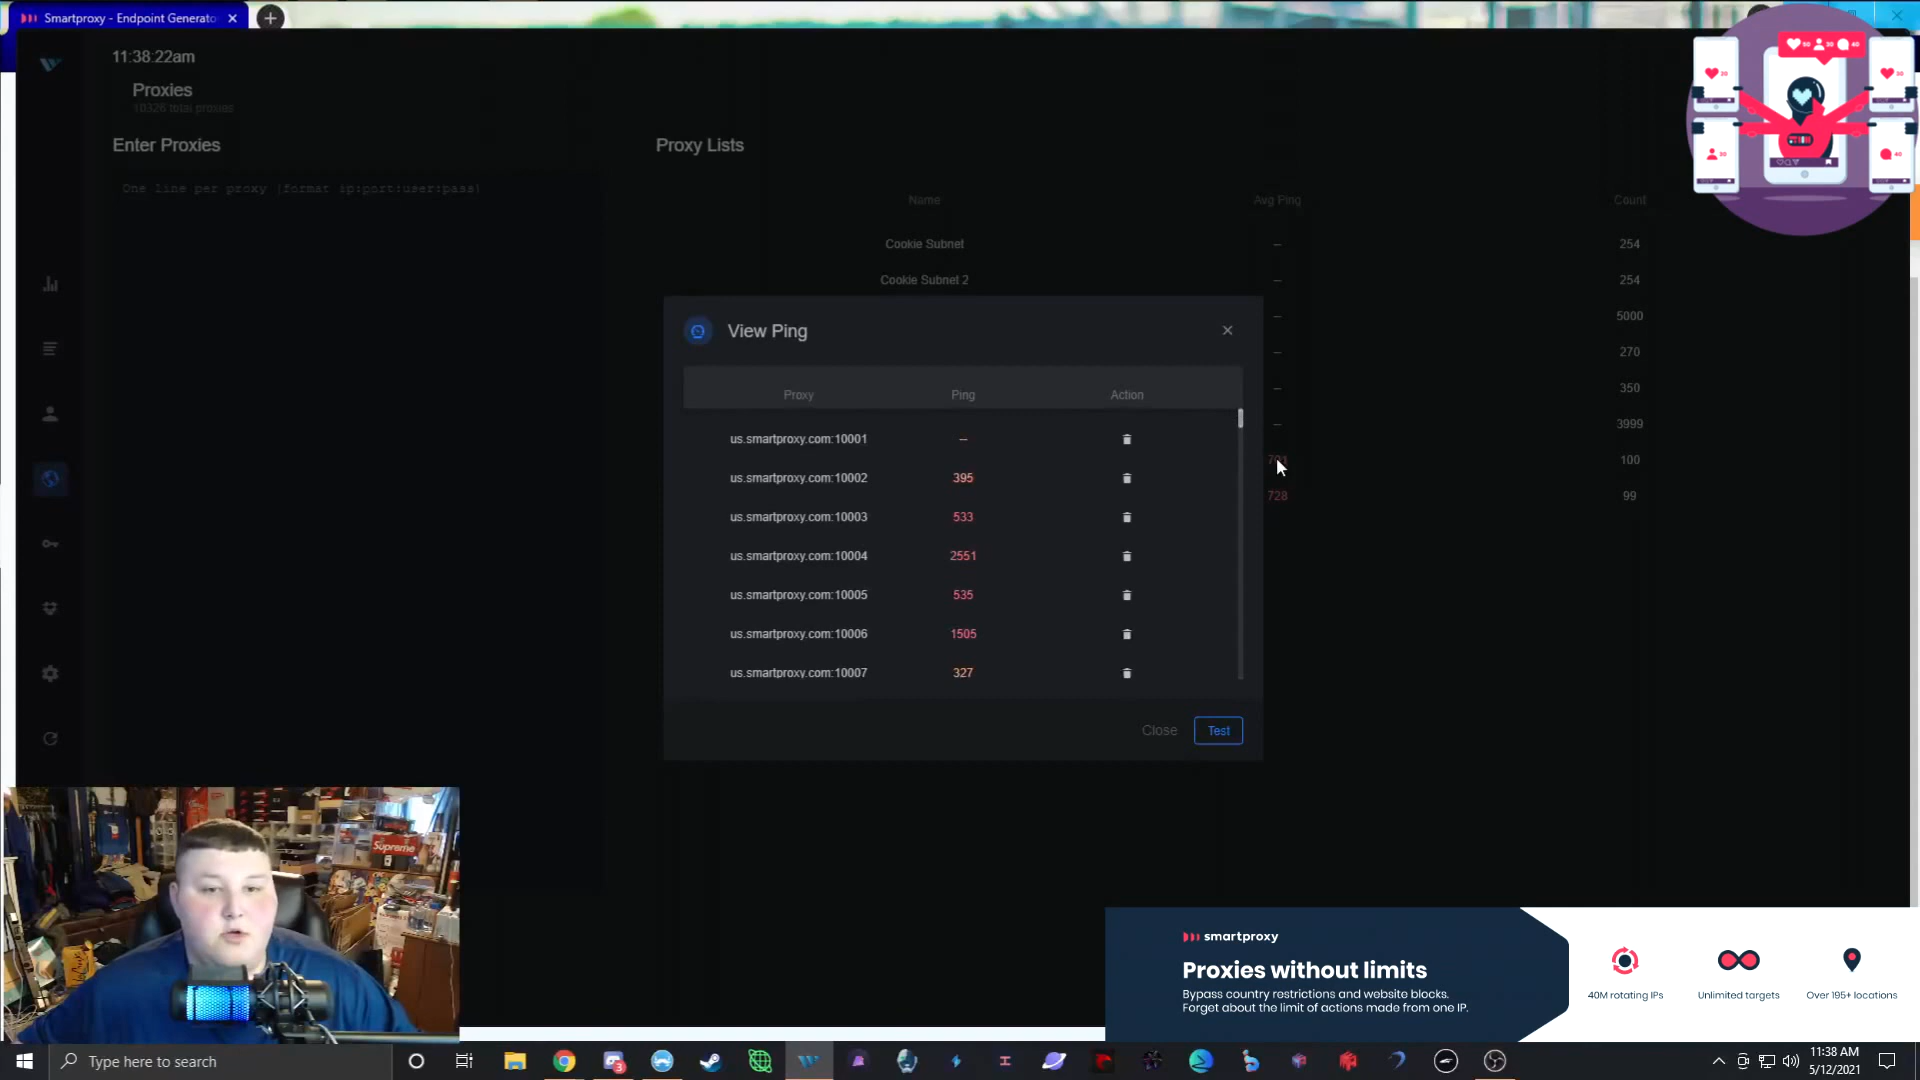 Smartproxy - Endpoint Generato
11:38:22am
Proxies
10326 total proxies
Enter Proxies
One line per proxy (format ip:port:user:pass)
Proxy Lists
Name Avg Ping Count
Cookie Subnet – 254
Cookie Subnet 2 – 254
– 5000
– 270
– 350
– 3999
100
728 99
View Ping
Proxy Ping Action
us.smartproxy.com:10001 –
us.smartproxy.com:10002 395
us.smartproxy.com:10003 533
us.smartproxy.com:10004 2551
us.smartproxy.com:10005 535
us.smartproxy.com:10006 1505
us.smartproxy.com:10007 327
Close Test
Supreme
smartproxy
Proxies without limits
Bypass country restrictions and website blocks.
Forget about the limit of actions made from one IP.
40M rotating IPs
Unlimited targets
Over 195+ locations
Type here to search
3
11:38 AM
5/12/2021